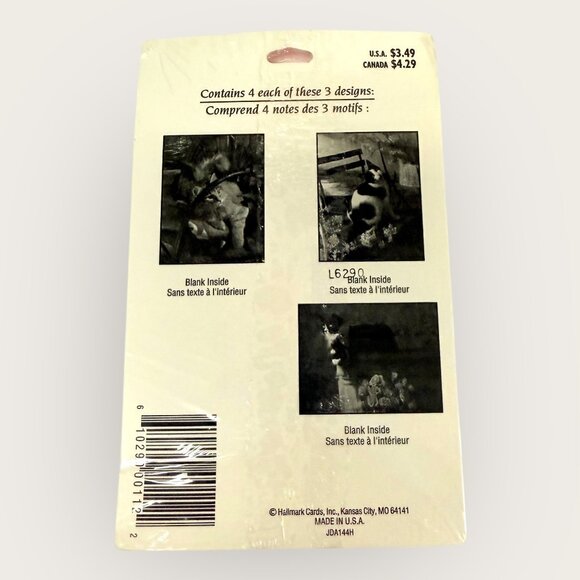 U.S.A. $3.49
CANADA $4.29
Contains 4 each of these 3 designs:
Comprend 4 notes des 3 motifs :
Blank Inside
Sans texte à l'intérieur
L6290
Blank Inside
Sans texte à l'intérieur
Blank Inside
Sans texte à l'intérieur
© Hallmark Cards, Inc., Kansas City, MO 64141
MADE IN U.S.A.
JDA144H